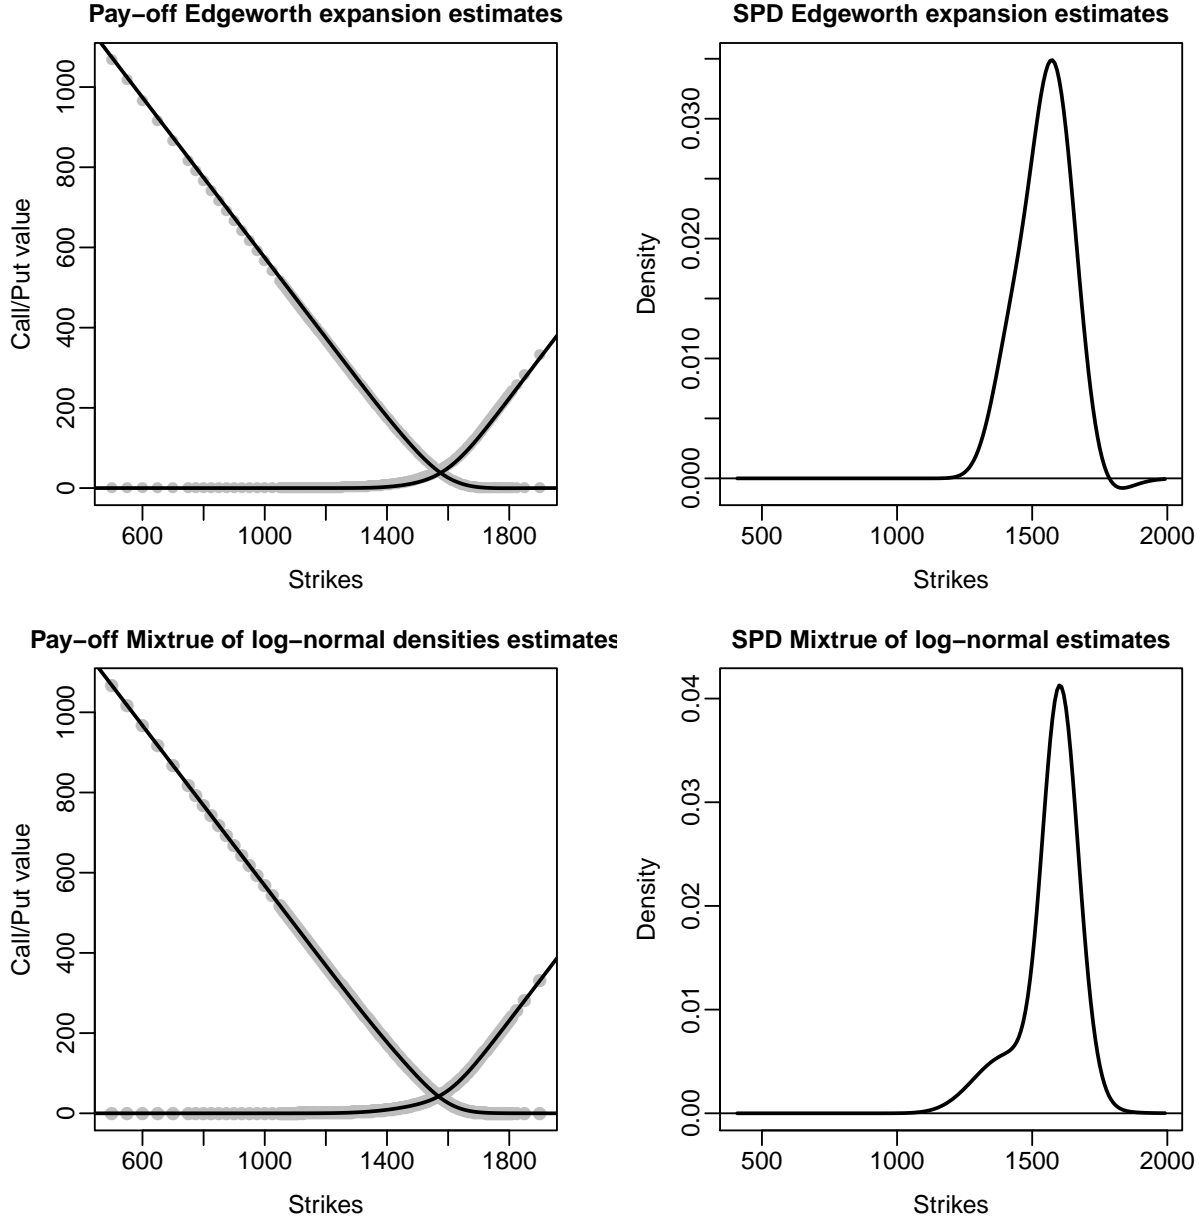 Pay−off Edgeworth expansion estimates
Call/Put value
0 200 400 600 800 1000
600 1000 1400 1800
Strikes
SPD Edgeworth expansion estimates
Density
0.000 0.010 0.020 0.030
500 1000 1500 2000
Strikes
Pay−off Mixtrue of log−normal densities estimates
Call/Put value
0 200 400 600 800 1000
600 1000 1400 1800
Strikes
SPD Mixtrue of log−normal estimates
Density
0.00 0.01 0.02 0.03 0.04
500 1000 1500 2000
Strikes